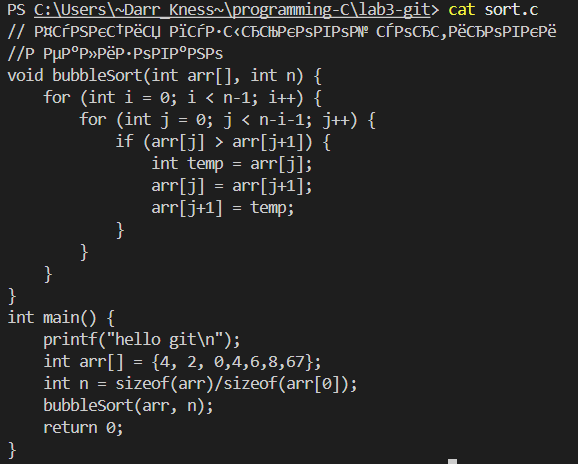 PS C:\Users\~Darr_Kness~\programming-C\lab3-git> cat sort.c
// Р¤СѓРЅРєС†РёСЏ РїСѓР·С‹СЂСЊРєРѕРІРѕР№ СЃРѕСЂС‚РёСЂРѕРІРєРё
//Р РµР°Р»РёР·РѕРІР°РЅРѕ
void bubbleSort(int arr[], int n) {
    for (int i = 0; i < n-1; i++) {
        for (int j = 0; j < n-i-1; j++) {
            if (arr[j] > arr[j+1]) {
                int temp = arr[j];
                arr[j] = arr[j+1];
                arr[j+1] = temp;
            }
        }
    }
}
int main() {
    printf("hello git\n");
    int arr[] = {4, 2, 0,4,6,8,67};
    int n = sizeof(arr)/sizeof(arr[0]);
    bubbleSort(arr, n);
    return 0;
}